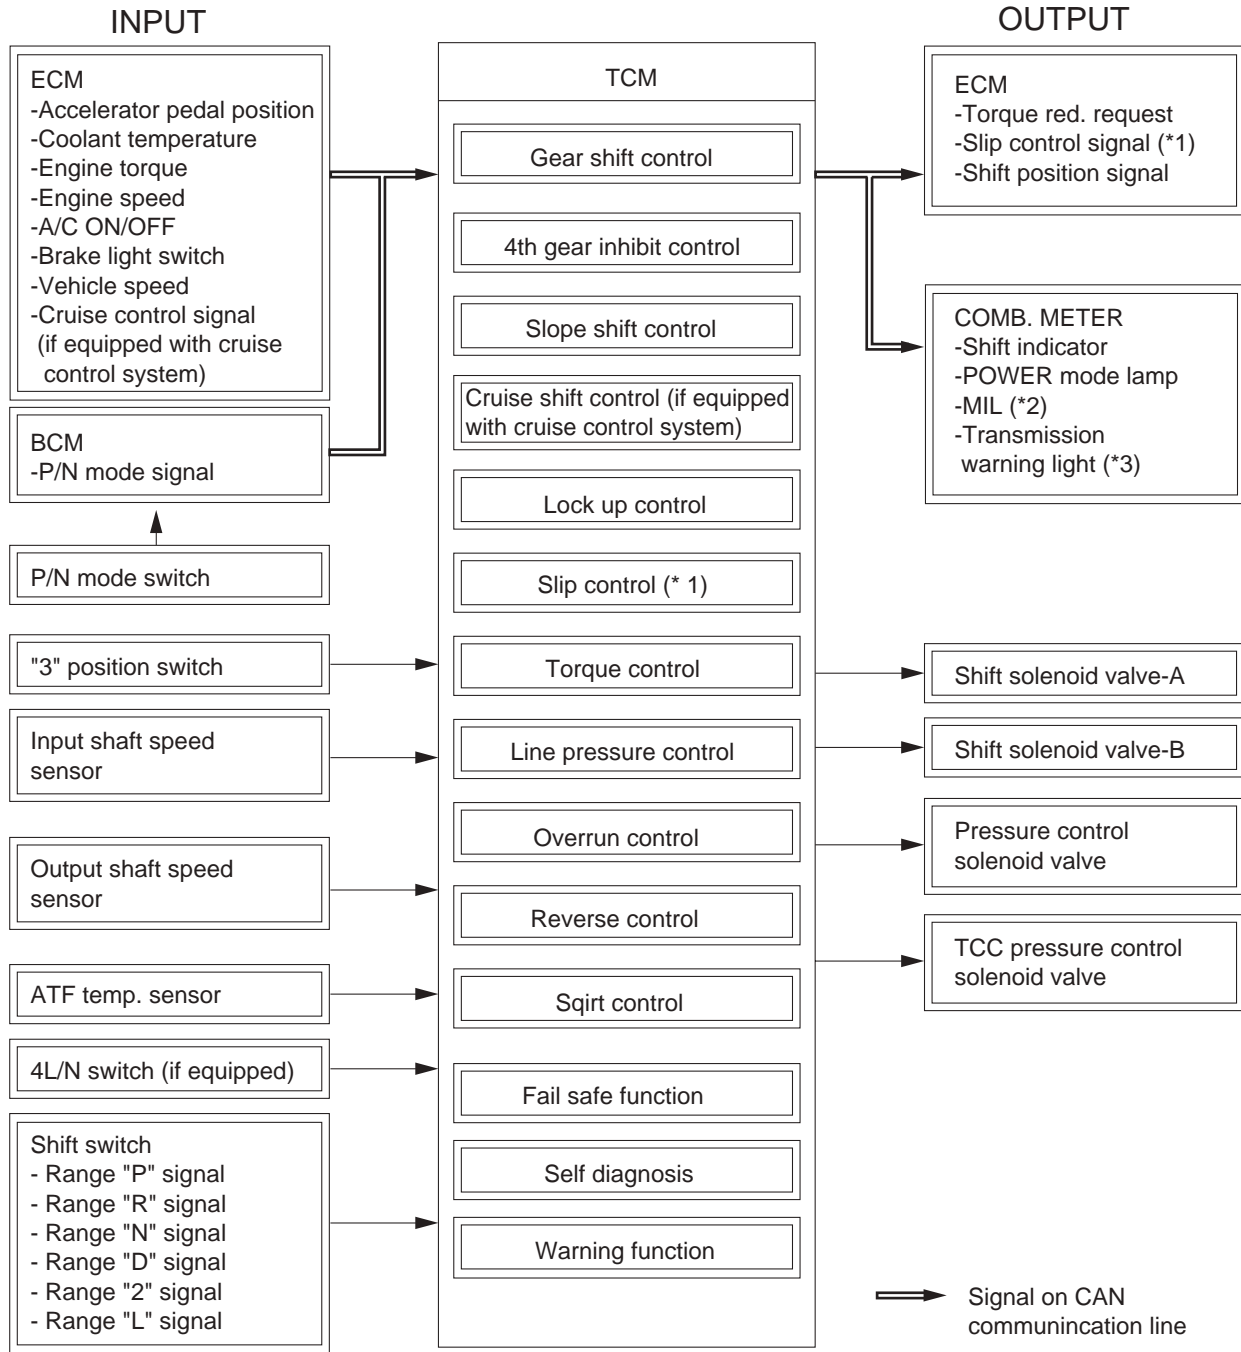 INPUT
ECM
-Accelerator pedal position
-Coolant temperature
-Engine torque
-Engine speed
-A/C ON/OFF
-Brake light switch
-Vehicle speed
-Cruise control signal
(if equipped with cruise
control system)
BCM
-P/N mode signal
P/N mode switch
"3" position switch
Input shaft speed
sensor
Output shaft speed
sensor
ATF temp. sensor
4L/N switch (if equipped)
Shift switch
- Range "P" signal
- Range "R" signal
- Range "N" signal
- Range "D" signal
- Range "2" signal
- Range "L" signal
TCM
Gear shift control
4th gear inhibit control
Slope shift control
Cruise shift control (if equipped
with cruise control system)
Lock up control
Slip control (* 1)
Torque control
Line pressure control
Overrun control
Reverse control
Sqirt control
Fail safe function
Self diagnosis
Warning function
OUTPUT
ECM
-Torque red. request
-Slip control signal (*1)
-Shift position signal
COMB. METER
-Shift indicator
-POWER mode lamp
-MIL (*2)
-Transmission
warning light (*3)
Shift solenoid valve-A
Shift solenoid valve-B
Pressure control
solenoid valve
TCC pressure control
solenoid valve
Signal on CAN
communincation line